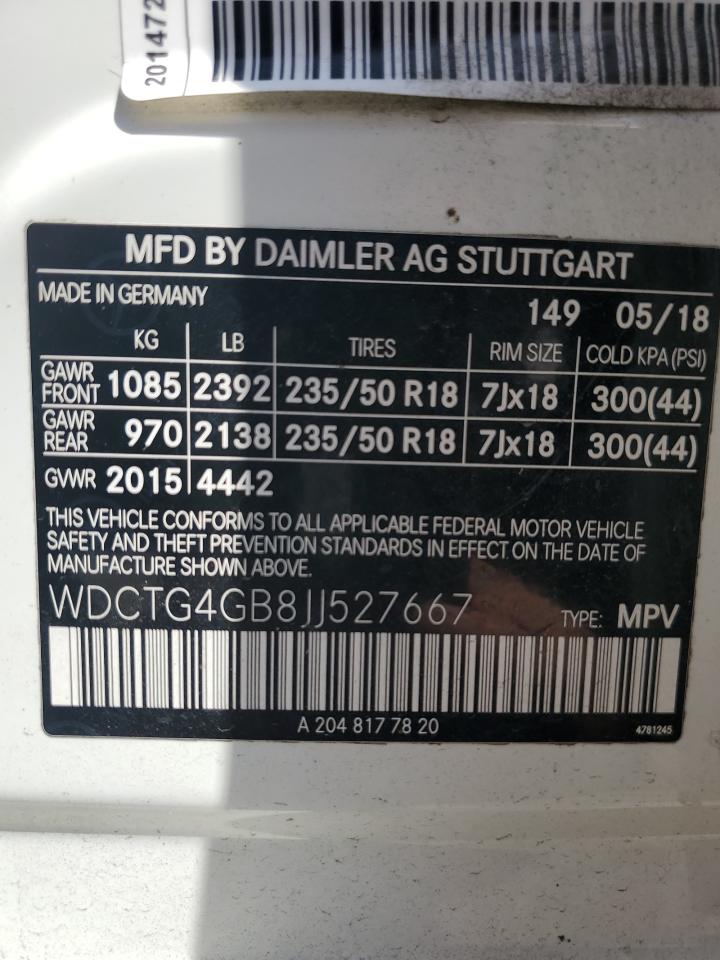 201472
MFD BY DAIMLER AG STUTTGART
MADE IN GERMANY 149 05/18
KG LB TIRES RIM SIZE COLD KPA (PSI)
GAWR FRONT 1085 2392 235/50 R18 7Jx18 300(44)
GAWR REAR 970 2138 235/50 R18 7Jx18 300(44)
GVWR 2015 4442
THIS VEHICLE CONFORMS TO ALL APPLICABLE FEDERAL MOTOR VEHICLE
SAFETY AND THEFT PREVENTION STANDARDS IN EFFECT ON THE DATE OF
MANUFACTURE SHOWN ABOVE.
WDCTG4GB8JJ527667 TYPE: MPV
A 204 817 78 20 4781245